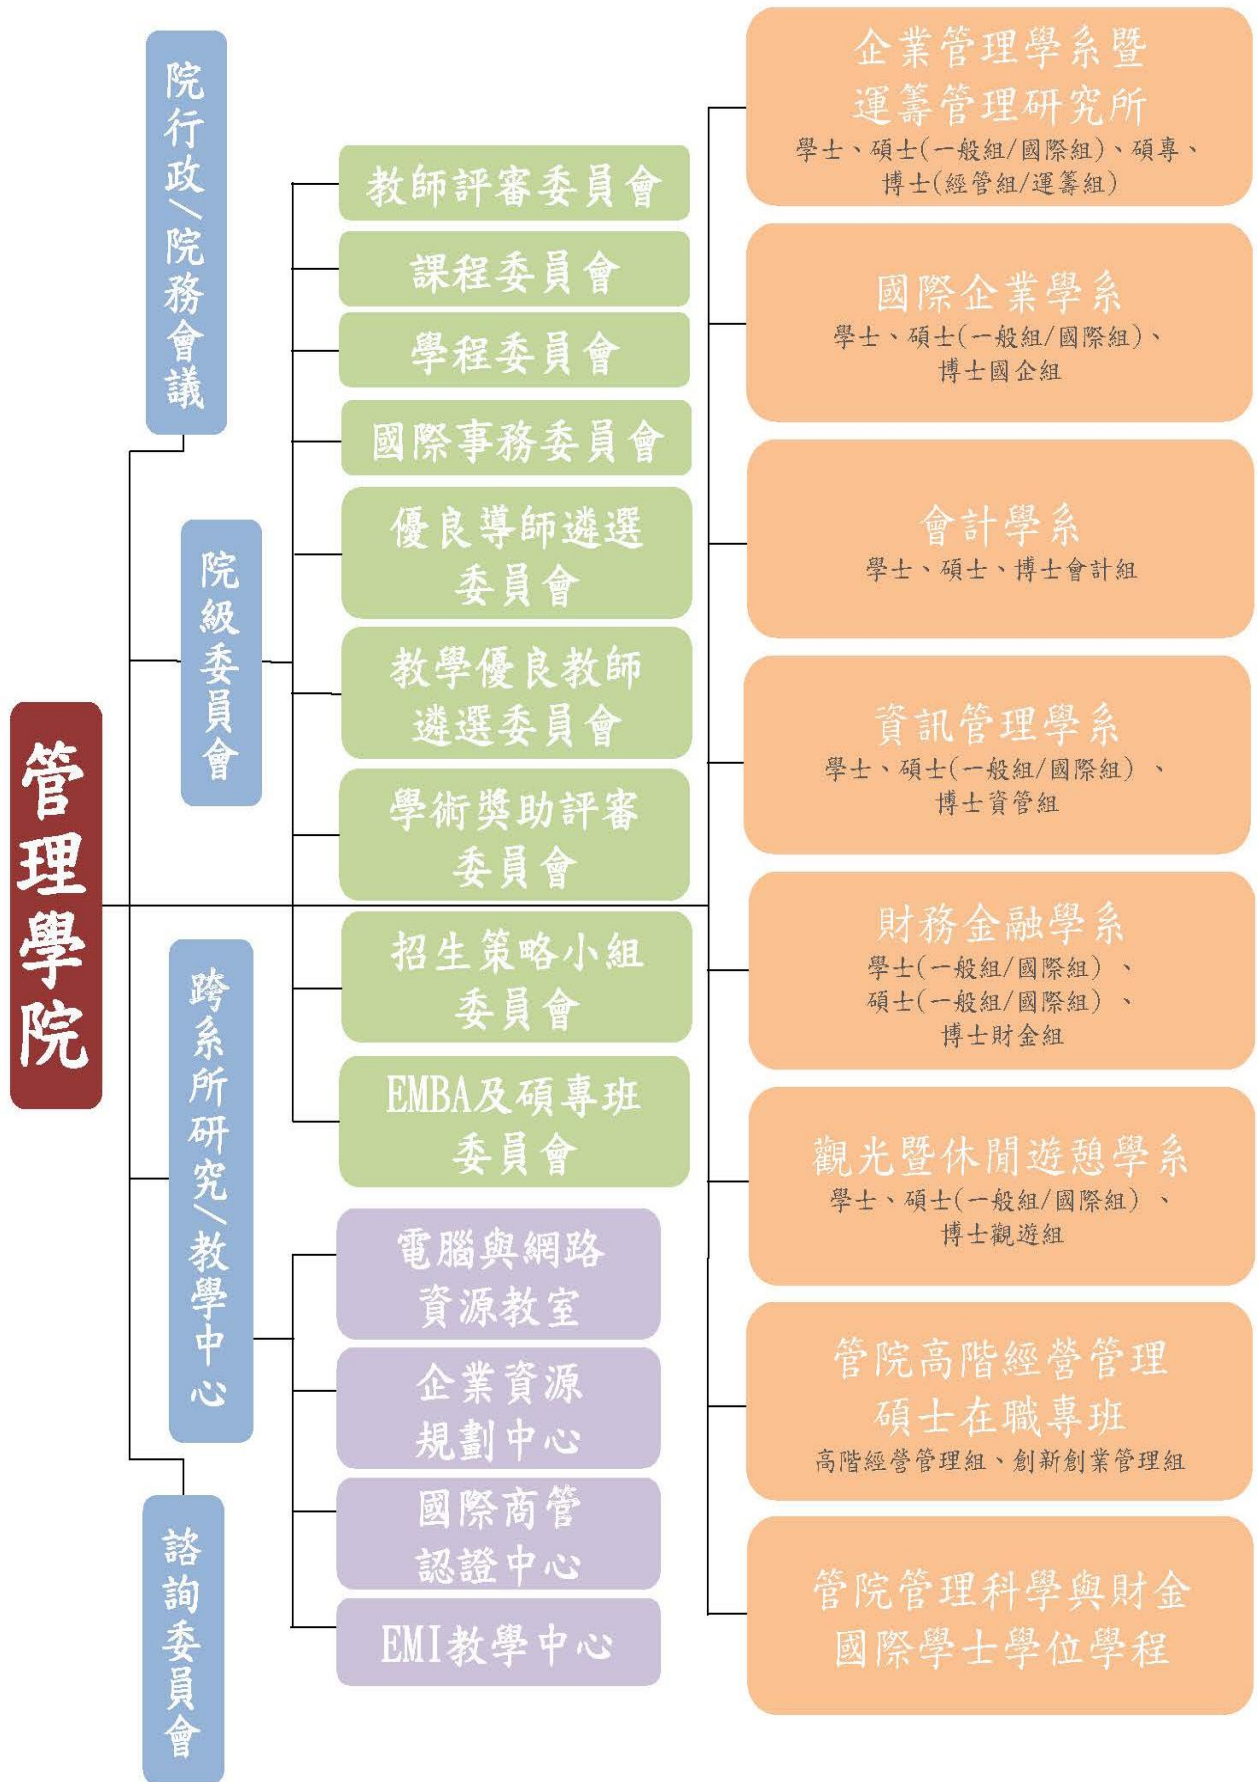 管理學院
院行政/院務會議
院級委員會
跨系所研究/教學中心
諮詢委員會
教師評審委員會
課程委員會
學程委員會
國際事務委員會
優良導師遴選
委員會
教學優良教師
遴選委員會
學術獎助評審
委員會
招生策略小組
委員會
EMBA及碩專班
委員會
電腦與網路
資源教室
企業資源
規劃中心
國際商管
認證中心
EMI教學中心
企業管理學系暨
運籌管理研究所
學士、碩士(一般組/國際組)、碩專、
博士(經管組/運籌組)
國際企業學系
學士、碩士(一般組/國際組)、
博士國企組
會計學系
學士、碩士、博士會計組
資訊管理學系
學士、碩士(一般組/國際組) 、
博士資管組
財務金融學系
學士(一般組/國際組) 、
碩士(一般組/國際組) 、
博士財金組
觀光暨休閒遊憩學系
學士、碩士(一般組/國際組) 、
博士觀遊組
管院高階經營管理
碩士在職專班
高階經營管理組、創新創業管理組
管院管理科學與財金
國際學士學位學程